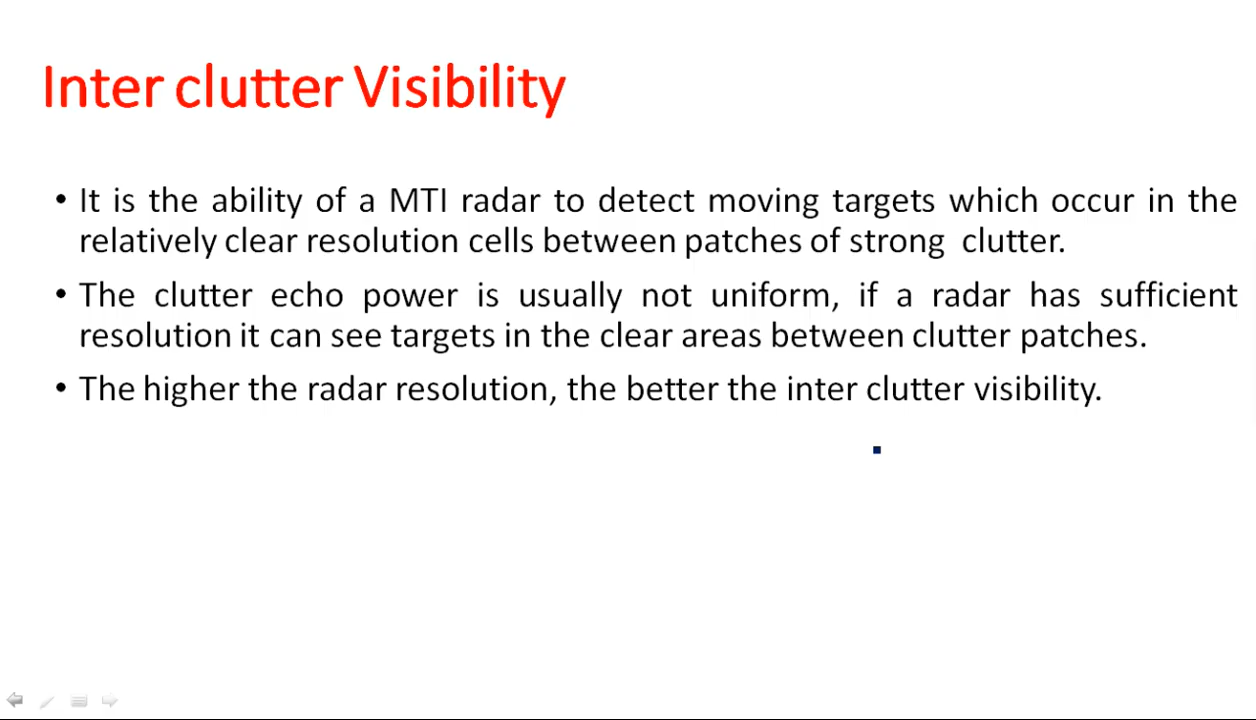 Inter clutter Visibility
• It is the ability of a MTI radar to detect moving targets which occur in the
relatively clear resolution cells between patches of strong clutter.
• The clutter echo power is usually not uniform, if a radar has sufficient
resolution it can see targets in the clear areas between clutter patches.
• The higher the radar resolution, the better the inter clutter visibility.